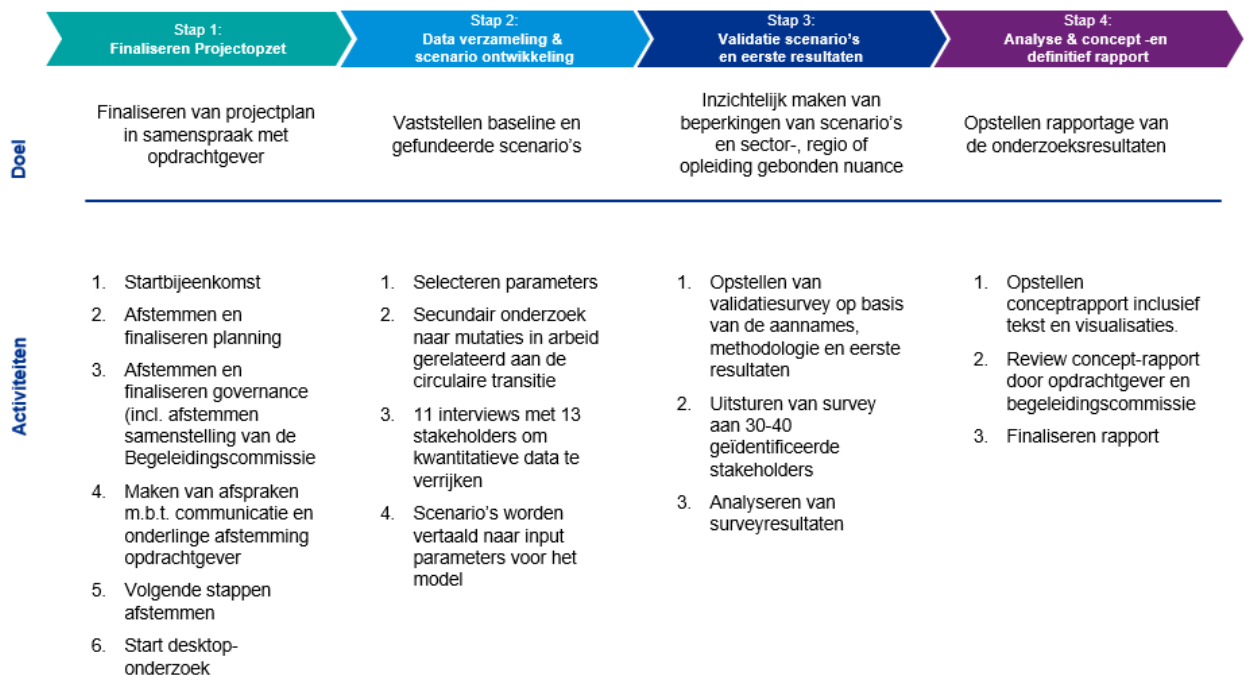 Stap 1:
Finaliseren Projectopzet
Stap 2:
Data verzameling &
scenario ontwikkeling
Stap 3:
Validatie scenario's
en eerste resultaten
Stap 4:
Analyse & concept -en
definitief rapport
Doel
Finaliseren van projectplan
in samenspraak met
opdrachtgever
Vaststellen baseline en
gefundeerde scenario's
Inzichtelijk maken van
beperkingen van scenario's
en sector-, regio of
opleiding gebonden nuance
Opstellen rapportage van
de onderzoeksresultaten
Activiteiten
1. Startbijeenkomst
2. Afstemmen en
finaliseren planning
3. Afstemmen en
finaliseren governance
(incl. afstemmen
samenstelling van de
Begeleidingscommissie
4. Maken van afspraken
m.b.t. communicatie en
onderlinge afstemming
opdrachtgever
5. Volgende stappen
afstemmen
6. Start desktop-
onderzoek
1. Selecteren parameters
2. Secundair onderzoek
naar mutaties in arbeid
gerelateerd aan de
circulaire transitie
3. 11 interviews met 13
stakeholders om
kwantitatieve data te
verrijken
4. Scenario's worden
vertaald naar input
parameters voor het
model
1. Opstellen van
validatiesurvey op basis
van de aannames,
methodologie en eerste
resultaten
2. Uitsturen van survey
aan 30-40
geïdentificeerde
stakeholders
3. Analyseren van
surveyresultaten
1. Opstellen
conceptrapport inclusief
tekst en visualisaties.
2. Review concept-rapport
door opdrachtgever en
begeleidingscommissie
3. Finaliseren rapport